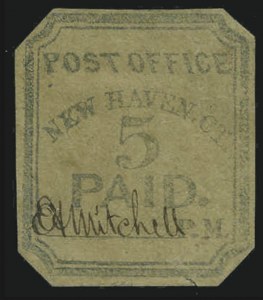 POST OFFICE
NEW HAVEN. CT
5
PAID.
E A Mitchell
P.M.